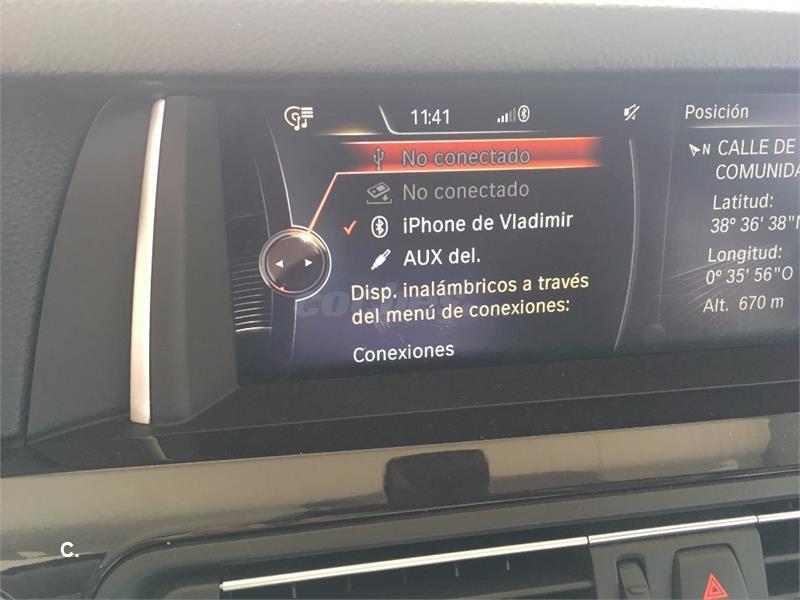 11:41
No conectado
No conectado
iPhone de Vladimir
AUX del.
Disp. inalámbricos a través
del menú de conexiones:
Conexiones
Posición
N CALLE DE
COMUNIDA
Latitud:
38° 36' 38"N
Longitud:
0° 35' 56"O
Alt. 670 m
C.